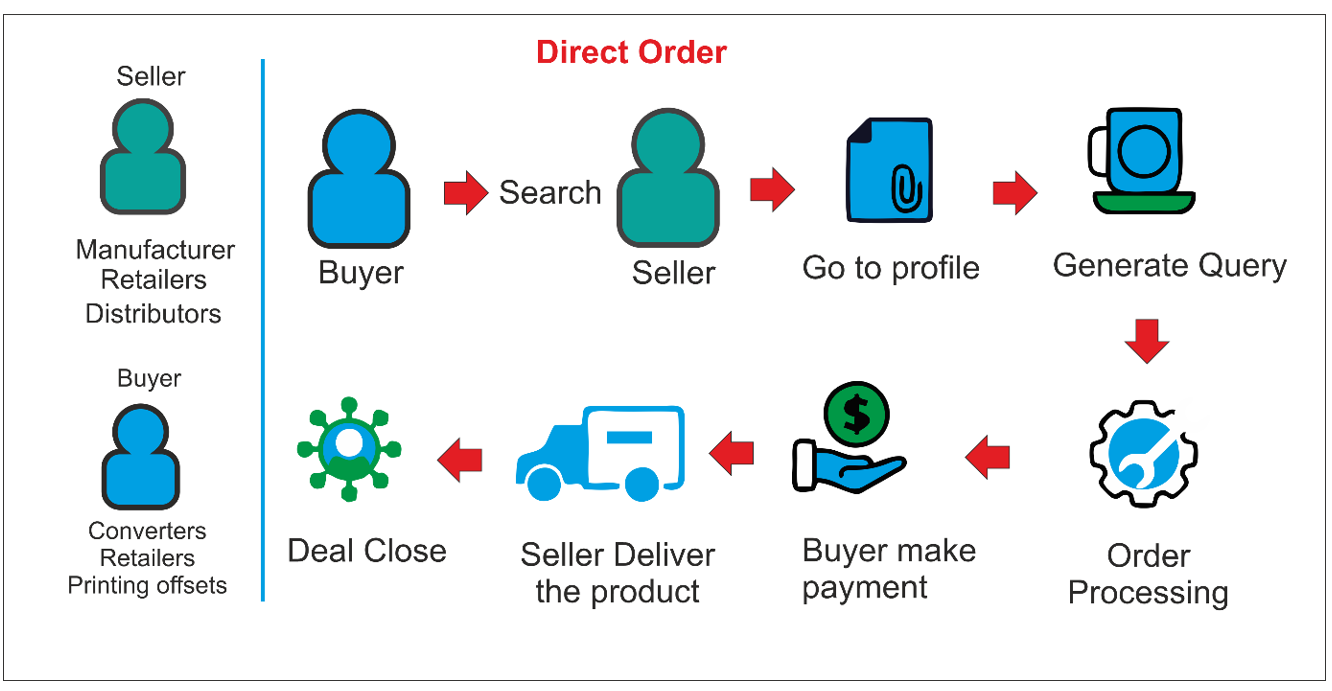 Direct Order
Seller
Manufacturer
Retailers
Distributors
Buyer
Converters
Retailers
Printing offsets
Buyer
Search
Seller
Go to profile
Generate Query
Order
Processing
Buyer make
payment
$
Seller Deliver
the product
Deal Close